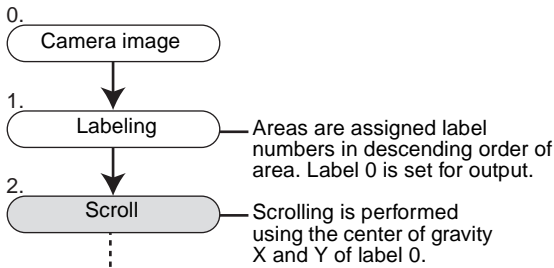 0.
Camera image
1.
Labeling
Areas are assigned label
numbers in descending order of
area. Label 0 is set for output.
2.
Scroll
Scrolling is performed
using the center of gravity
X and Y of label 0.